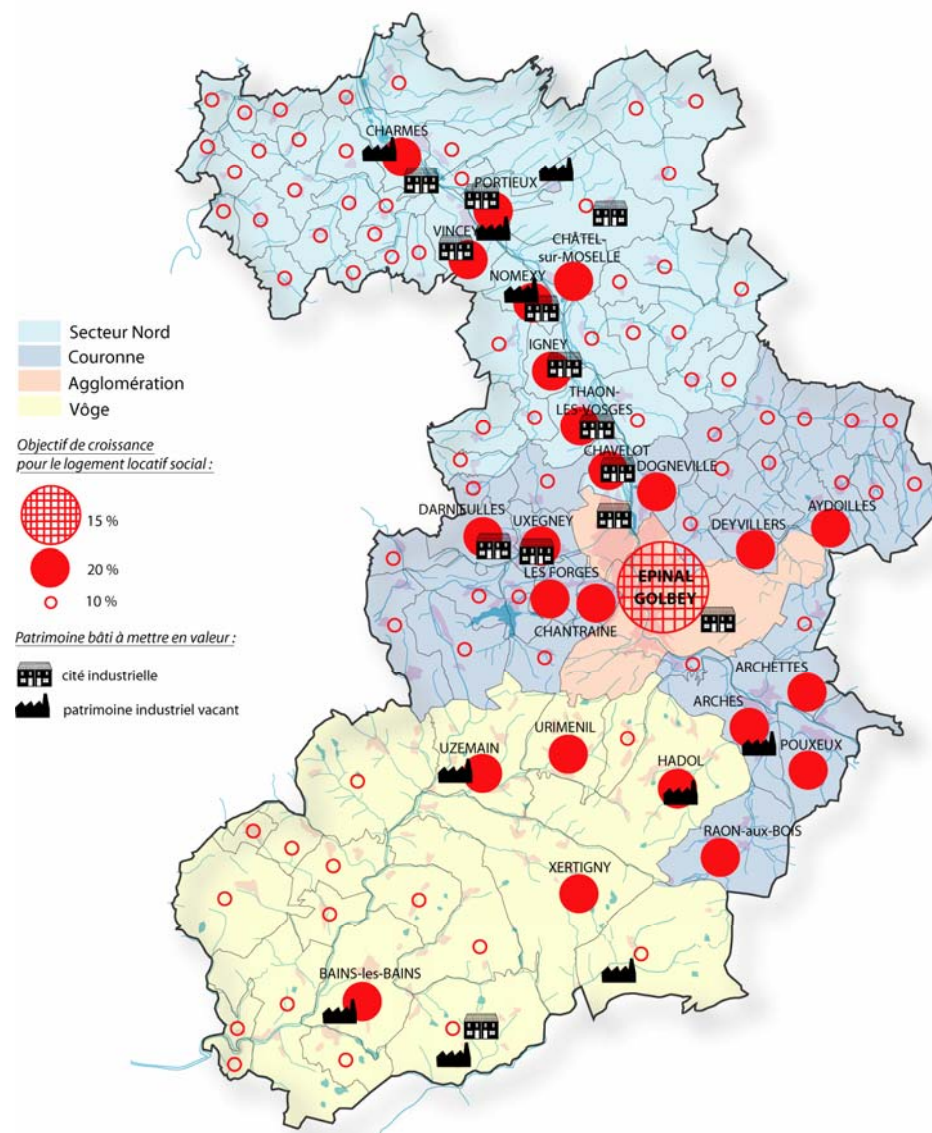 CHARMES
PORTIEUX
VINCEY
CHÂTEL-
sur-MOSELLE
NOMEXY
IGNEY
THAON-
LES-VOSGES
CHAVELOT
DOGNEVILLE
DARNIEULLES
UXEGNEY
DEYVILLERS
AYDOILLES
LES FORGES
EPINAL
GOLBEY
CHANTRAINE
ARCHETTES
ARCHES
POUXEUX
URIMENIL
UZEMAIN
HADOL
RAON-aux-BOIS
XERTIGNY
BAINS-les-BAINS
Secteur Nord
Couronne
Agglomération
Vôge
Objectif de croissance
pour le logement locatif social :
15 %
20 %
10 %
Patrimoine bâti à mettre en valeur :
cité industrielle
patrimoine industriel vacant